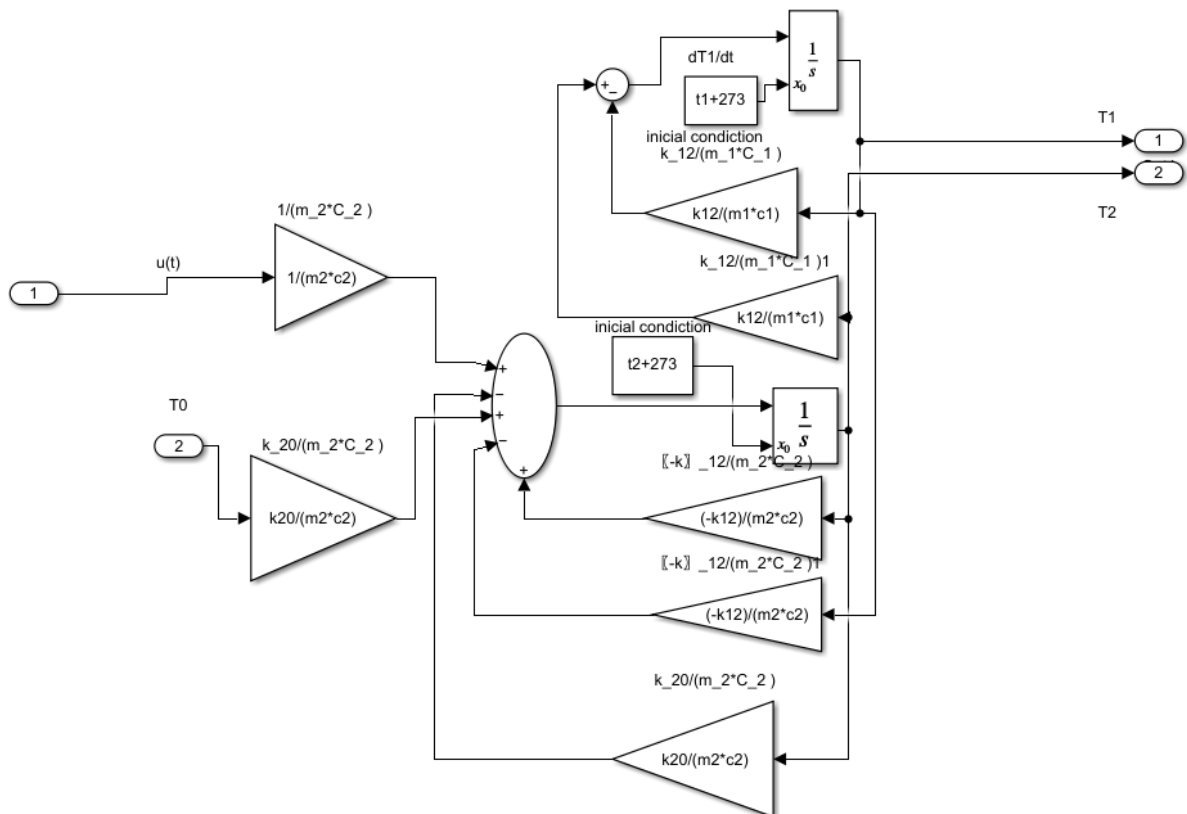 dT1/dt
1
s
x0
+
−
t1+273
inicial condiction
k_12/(m_1*C_1 )
T1
1
2
k12/(m1*c1)
T2
1/(m_2*C_2 )
u(t)
1
1/(m2*c2)
k_12/(m_1*C_1 )1
k12/(m1*c1)
inicial condiction
t2+273
+
−
+
−
+
1
s
x0
T0
2
k_20/(m_2*C_2 )
k20/(m2*c2)
〖-k〗_12/(m_2*C_2 )
(-k12)/(m2*c2)
〖-k〗_12/(m_2*C_2 )1
(-k12)/(m2*c2)
k_20/(m_2*C_2 )
k20/(m2*c2)